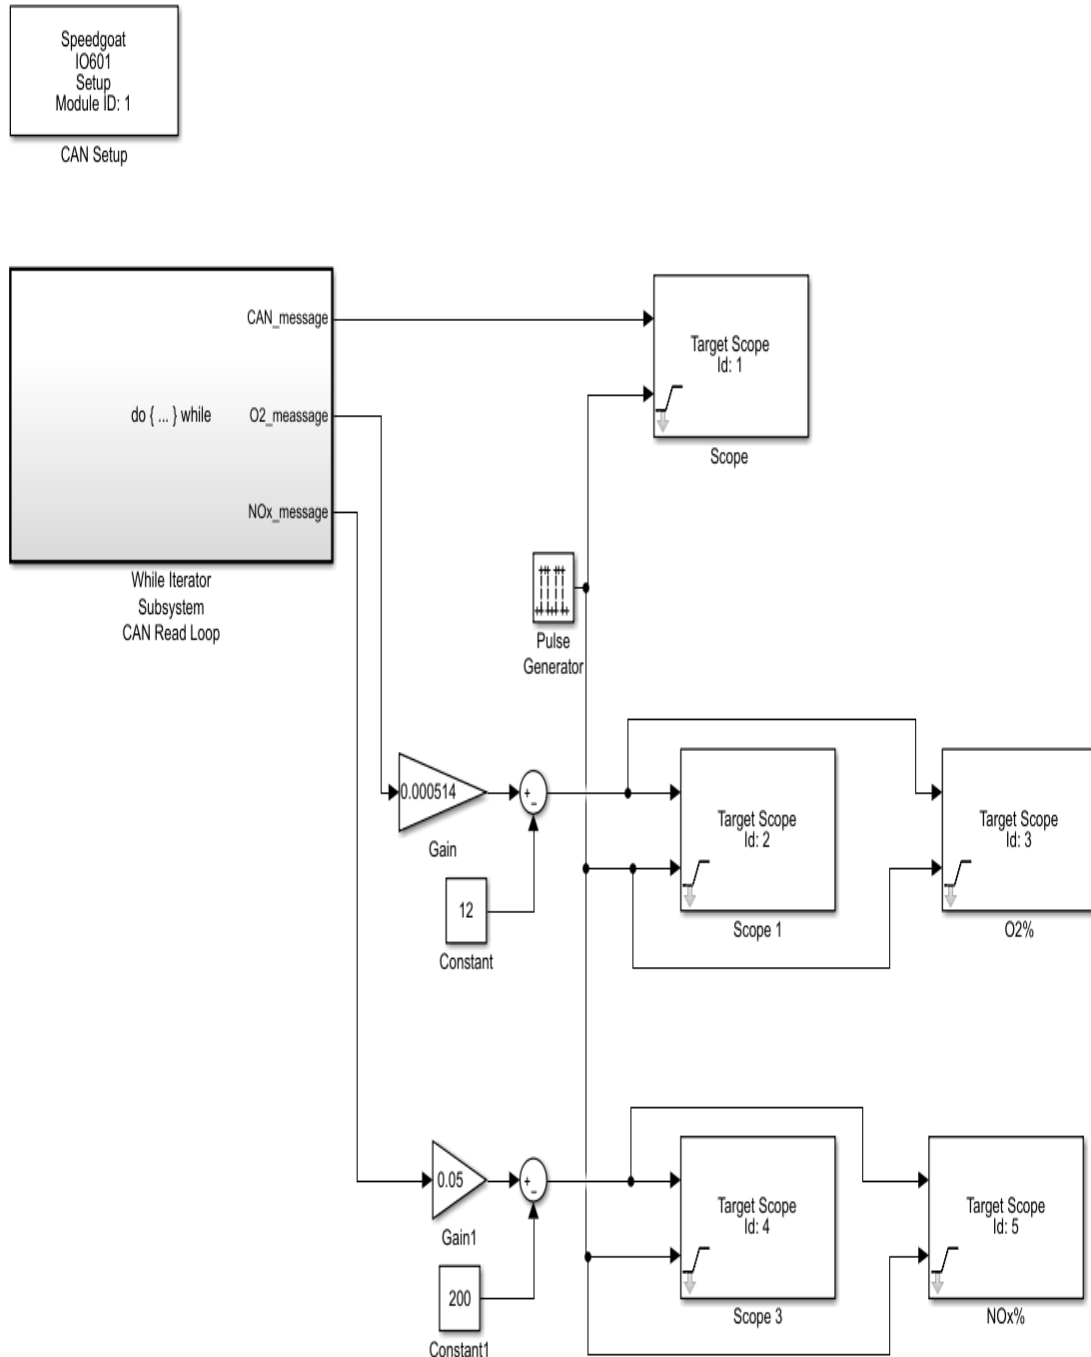 Speedgoat
IO601
Setup
Module ID: 1
CAN Setup
CAN_message
do { ... } while
O2_meassage
NOx_message
While Iterator
Subsystem
CAN Read Loop
Target Scope
Id: 1
Scope
Pulse
Generator
0.000514
Gain
12
Constant
Target Scope
Id: 2
Scope 1
Target Scope
Id: 3
O2%
0.05
Gain1
200
Constant1
Target Scope
Id: 4
Scope 3
Target Scope
Id: 5
NOx%